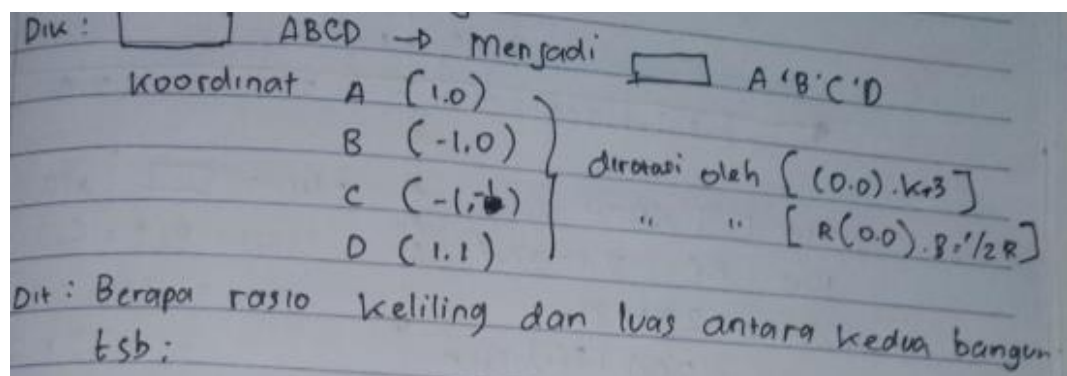 Dik : ABCD → menjadi A'B'C'D
koordinat A (1.0)
B (-1.0)
C (-1,-1)
D (1.1)
dirotasi oleh [(0.0).k,3]
" " [R(0.0).B=1/2R]
Dit : Berapa rasio keliling dan luas antara kedua bangun
tsb :